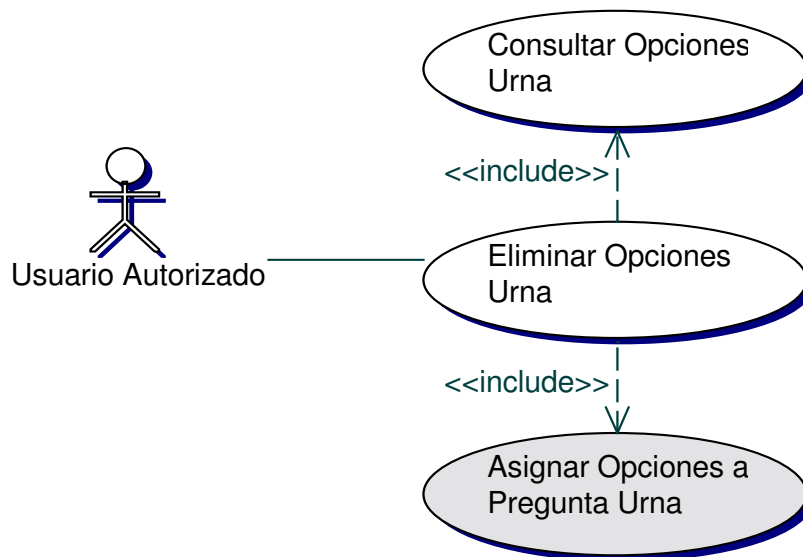 Consultar Opciones
Urna
<<include>>
Usuario Autorizado
Eliminar Opciones
Urna
<<include>>
Asignar Opciones a
Pregunta Urna